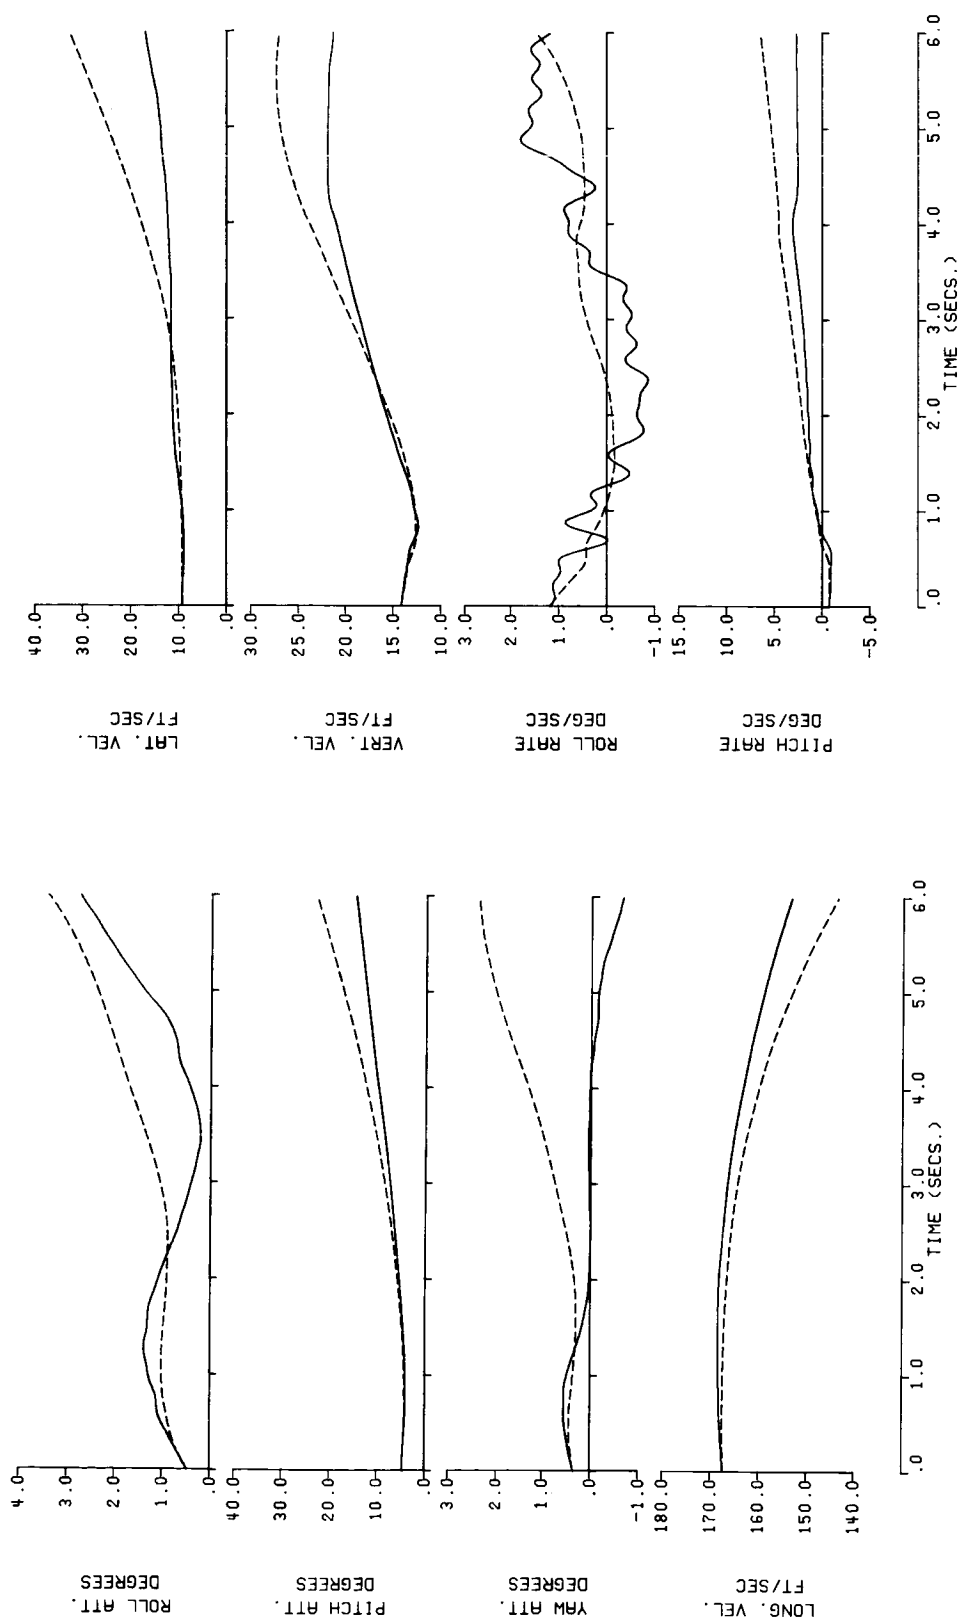 ROLL ATT.
DEGREES
4.0
3.0
2.0
1.0
.0
PITCH ATT.
DEGREES
40.0
30.0
20.0
10.0
.0
YAW ATT.
DEGREES
3.0
2.0
1.0
.0
-1.0
LONG. VEL.
FT/SEC
180.0
170.0
160.0
150.0
140.0
.0 1.0 2.0 3.0 4.0 5.0 6.0
TIME (SECS.)
LAT. VEL.
FT/SEC
40.0
30.0
20.0
10.0
.0
VERT. VEL.
FT/SEC
30.0
25.0
20.0
15.0
10.0
ROLL RATE
DEG/SEC
3.0
2.0
1.0
.0
-1.0
PITCH RATE
DEG/SEC
15.0
10.0
5.0
.0
-5.0
.0 1.0 2.0 3.0 4.0 5.0 6.0
TIME (SECS.)